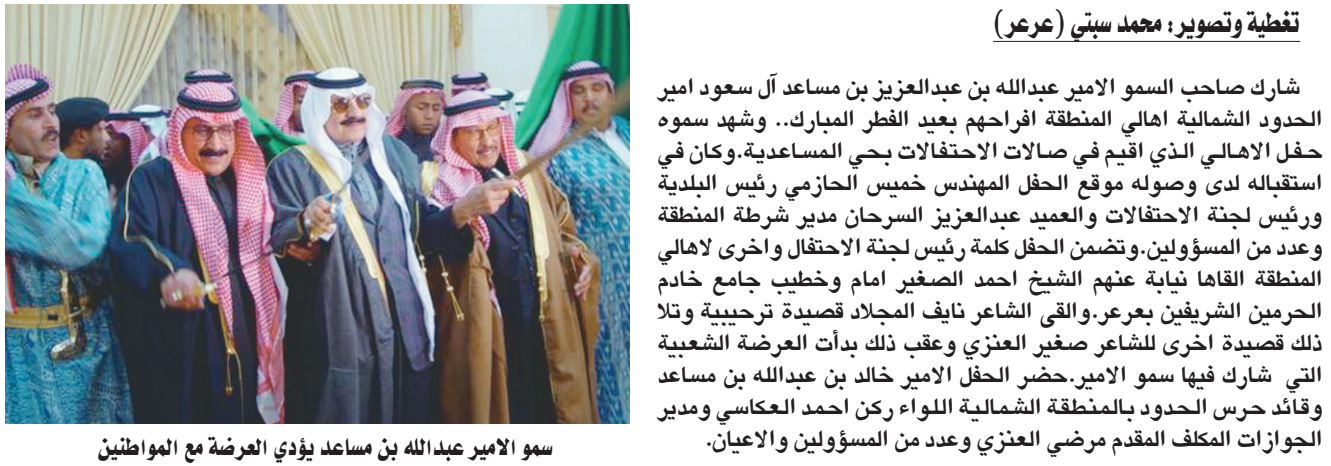 تغطية وتصوير: محمد سبتي (عرعر)
شارك صاحب السمو الامير عبدالله بن عبدالعزيز بن مساعد آل سعود امير
الحدود الشمالية اهالي المنطقة افراحهم بعيد الفطر المبارك.. وشهد سموه
حفل الاهالي الذي اقيم في صالات الاحتفالات بحي المساعدية.وكان في
استقباله لدى وصوله موقع الحفل المهندس خميس الحازمي رئيس البلدية
ورئيس لجنة الاحتفالات والعميد عبدالعزيز السرحان مدير شرطة المنطقة
وعدد من المسؤولين.وتضمن الحفل كلمة رئيس لجنة الاحتفال واخرى لاهالي
المنطقة القاها نيابة عنهم الشيخ احمد الصغير امام وخطيب جامع خادم
الحرمين الشريفين بعرعر.والقى الشاعر نايف المجلاد قصيدة ترحيبية وتلا
ذلك قصيدة اخرى للشاعر صغير العنزي وعقب ذلك بدأت العرضة الشعبية
التي شارك فيها سمو الامير.حضر الحفل الامير خالد بن عبدالله بن مساعد
وقائد حرس الحدود بالمنطقة الشمالية اللواء ركن احمد العكاسي ومدير
الجوازات المكلف المقدم مرضي العنزي وعدد من المسؤولين والاعيان.
سمو الامير عبدالله بن مساعد يؤدي العرضة مع المواطنين